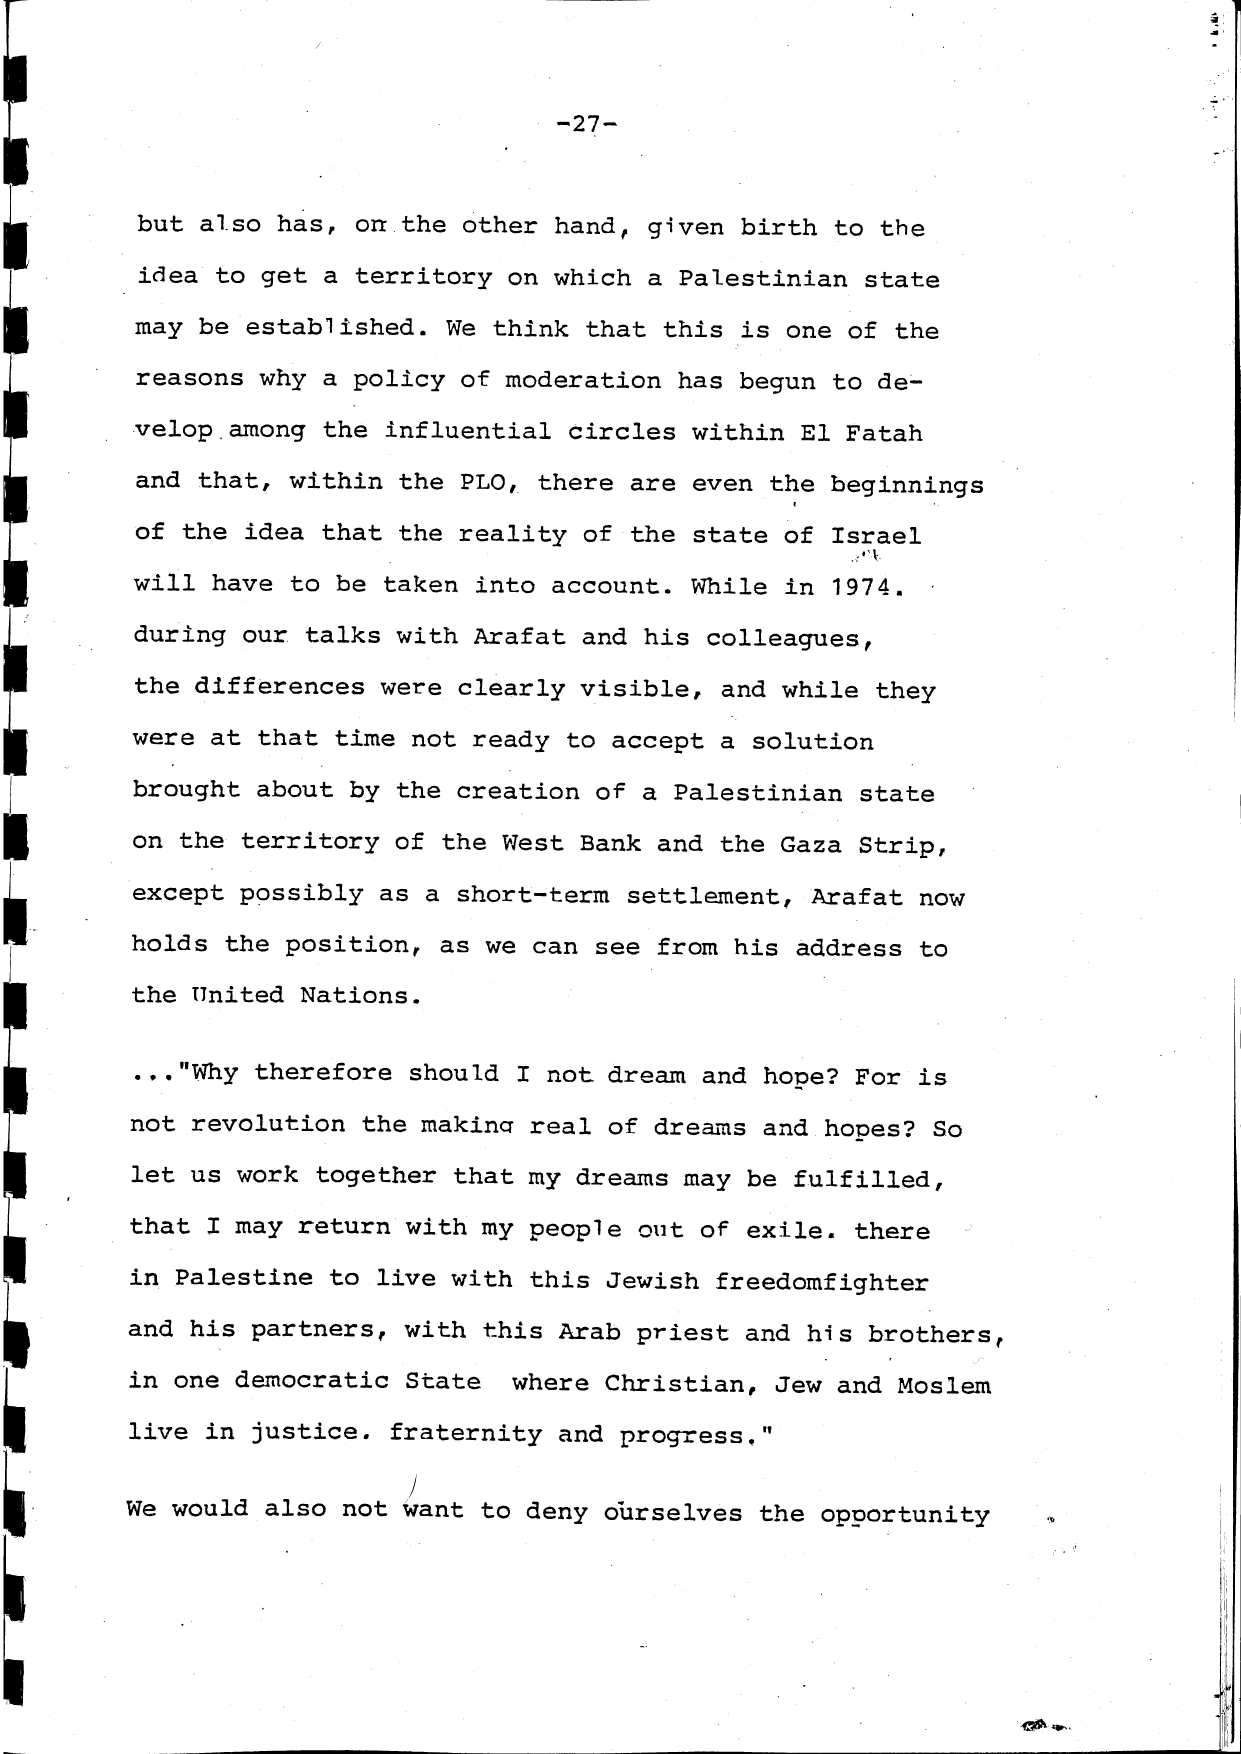 -27-
but also has, on the other hand, given birth to the
idea to get a territory on which a Palestinian state
may be established. We think that this is one of the
reasons why a policy of moderation has begun to de-
velop among the influential circles within El Fatah
and that, within the PLO, there are even the beginnings
of the idea that the reality of the state of Israel
will have to be taken into account. While in 1974.
during our talks with Arafat and his colleagues,
the differences were clearly visible, and while they
were at that time not ready to accept a solution
brought about by the creation of a Palestinian state
on the territory of the West Bank and the Gaza Strip,
except possibly as a short-term settlement, Arafat now
holds the position, as we can see from his address to
the United Nations.
..."Why therefore should I not dream and hope? For is
not revolution the making real of dreams and hopes? So
let us work together that my dreams may be fulfilled,
that I may return with my people out of exile. there
in Palestine to live with this Jewish freedomfighter
and his partners, with this Arab priest and his brothers,
in one democratic State where Christian, Jew and Moslem
live in justice. fraternity and progress."
We would also not want to deny ourselves the opportunity